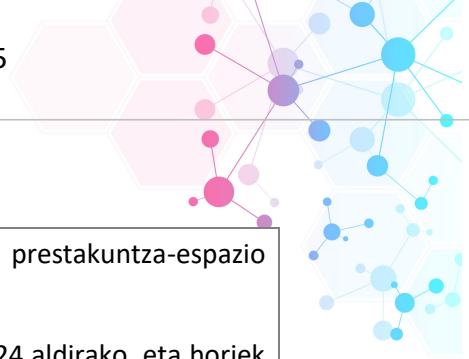 5
prestakuntza-espazio
24 aldirako, eta horiek